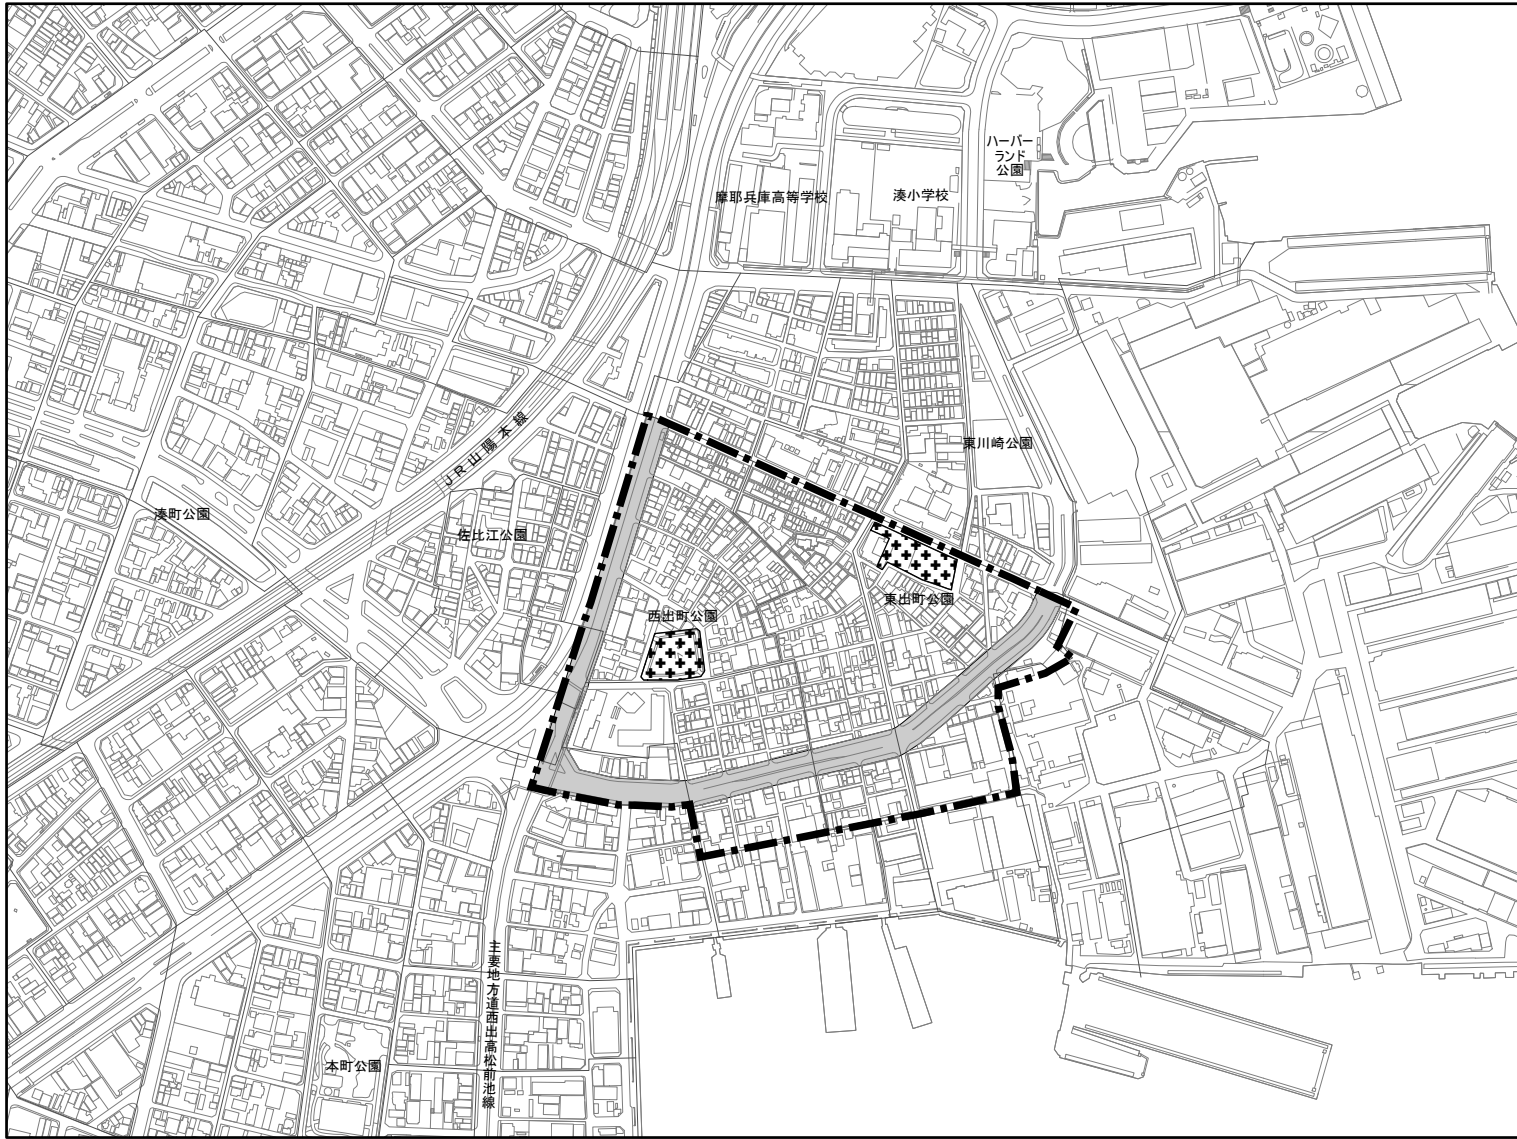 ハーバー
ランド
公園
摩耶兵庫高等学校
湊小学校
東川崎公園
JR山陽本線
湊町公園
佐比江公園
東出町公園
西出町公園
主要地方道西出高松前池線
本町公園